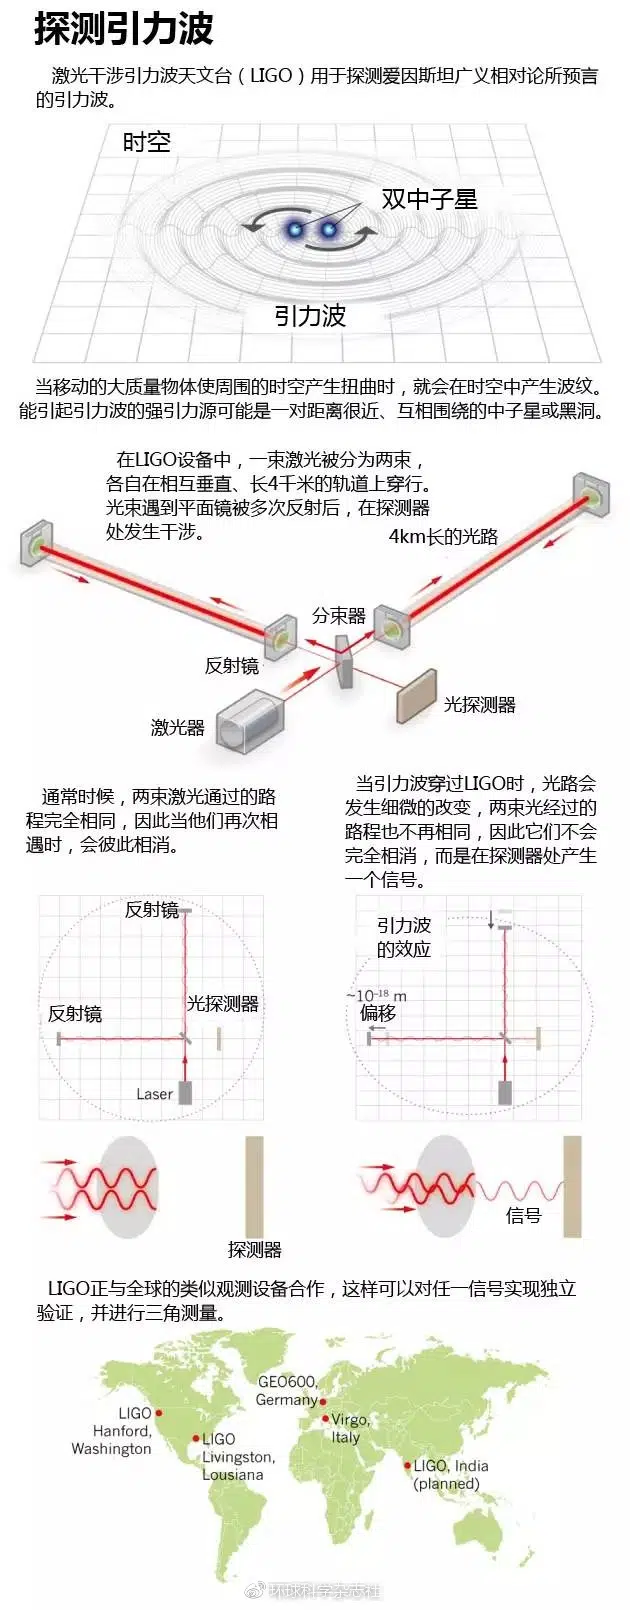 探测引力波
激光干涉引力波天文台（LIGO）用于探测爱因斯坦广义相对论所预言
的引力波。
时空
双中子星
引力波
当移动的大质量物体使周围的时空产生扭曲时，就会在时空中产生波纹。
能引起引力波的强引力源可能是一对距离很近、互相围绕的中子星或黑洞。
在LIGO设备中，一束激光被分为两束，
各自在相互垂直、长4千米的轨道上穿行。
光束遇到平面镜被多次反射后，在探测器
处发生干涉。
4km长的光路
分束器
反射镜
光探测器
激光器
通常时候，两束激光通过的路
程完全相同，因此当他们再次相
遇时，会彼此相消。
当引力波穿过LIGO时，光路会
发生细微的改变，两束光经过的
路程也不再相同，因此它们不会
完全相消，而是在探测器处产生
一个信号。
反射镜
反射镜
光探测器
Laser
引力波
的效应
~10⁻¹⁸ m
偏移
探测器
信号
LIGO正与全球的类似观测设备合作，这样可以对任一信号实现独立
验证，并进行三角测量。
GEO600,
Germany
LIGO
Hanford,
Washington
Virgo,
Italy
LIGO
Livingston,
Lousiana
LIGO, India
(planned)
环球科学杂志社